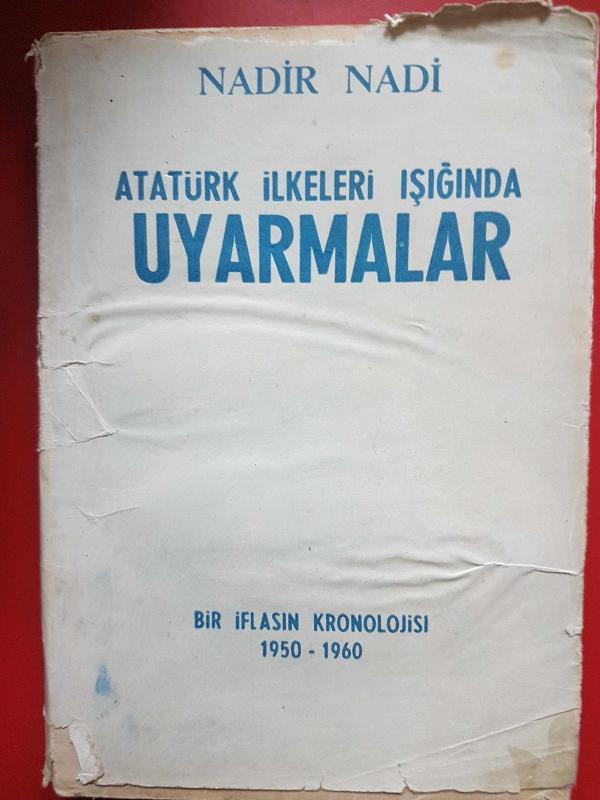 NADİR NADİ
ATATÜRK İLKELERİ IŞIĞINDA
UYARMALAR
BİR İFLASIN KRONOLOJİSİ
1950 - 1960